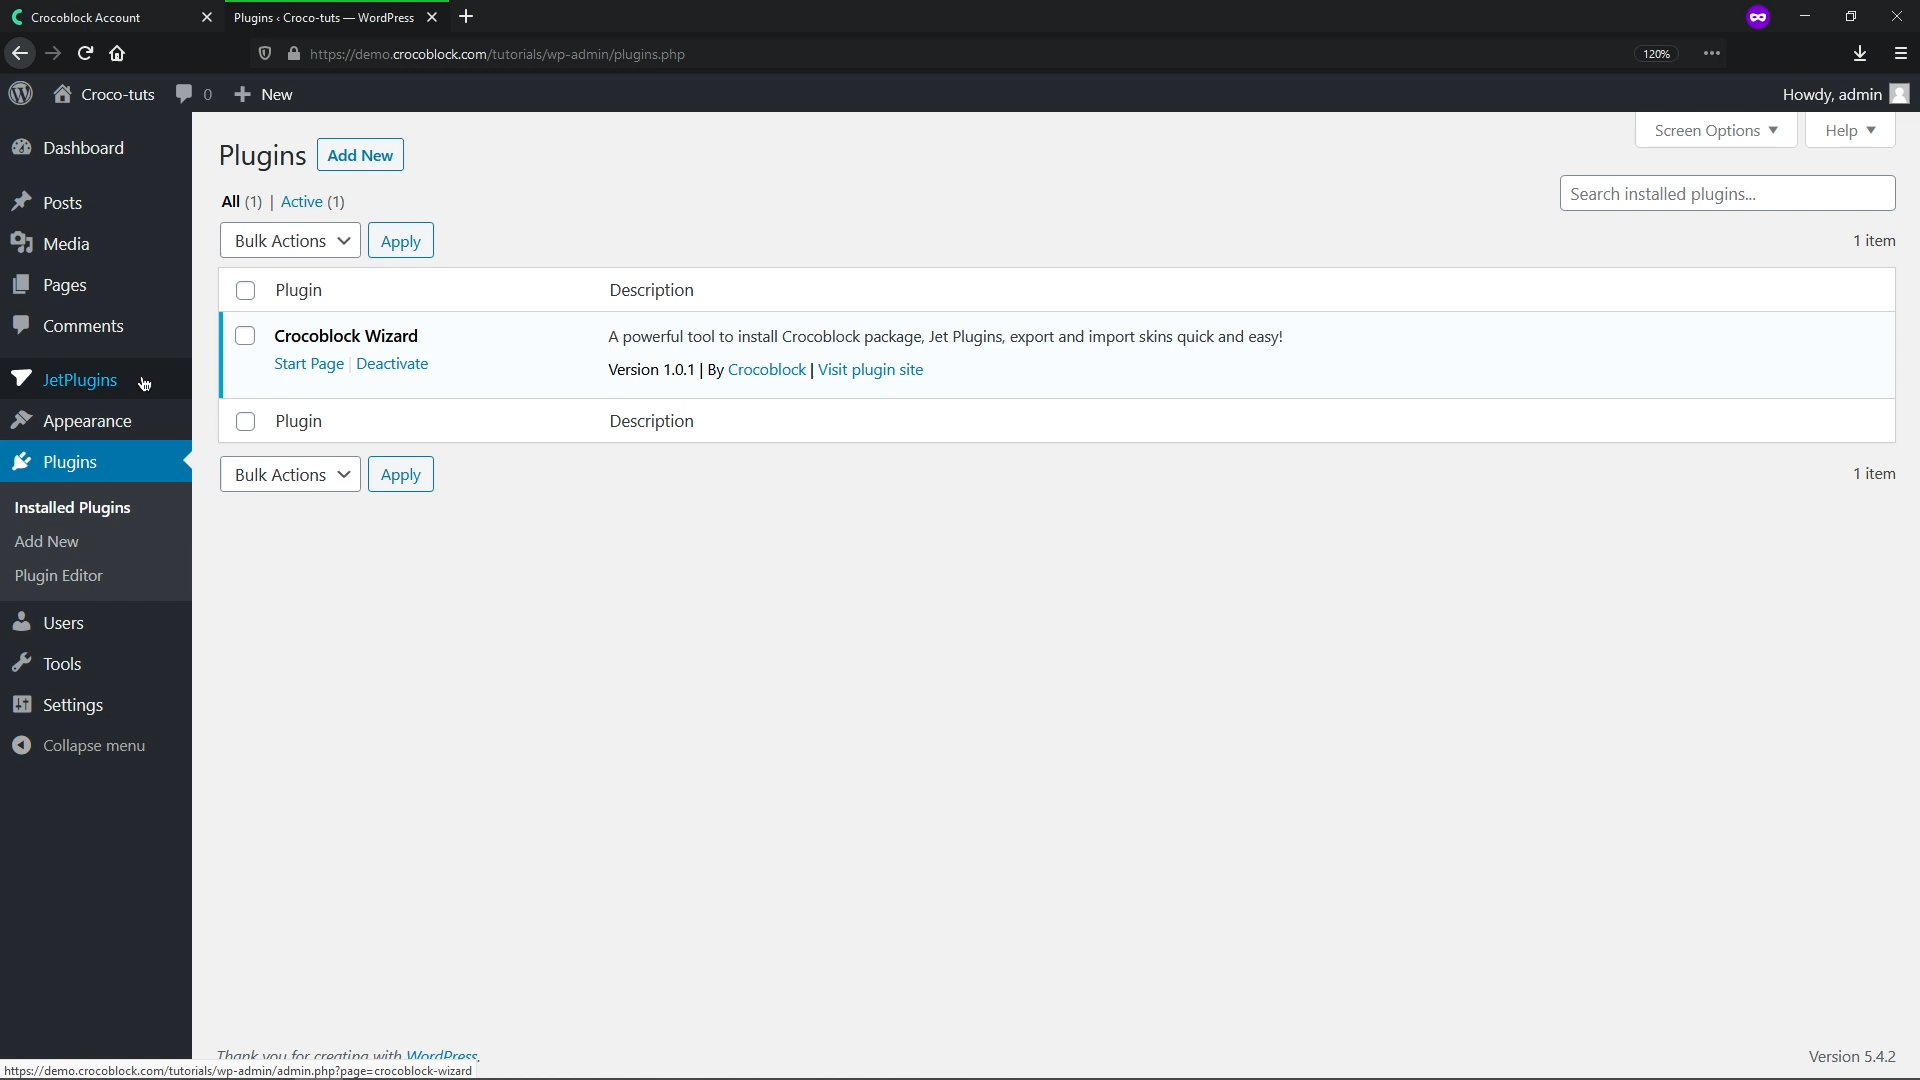 Crocoblock Account
Plugins ‹ Croco-tuts — WordPress
https://demo.crocoblock.com/tutorials/wp-admin/plugins.php
120%
Croco-tuts
0
New
Howdy, admin
Dashboard
Posts
Media
Pages
Comments
JetPlugins
Appearance
Plugins
Installed Plugins
Add New
Plugin Editor
Users
Tools
Settings
Collapse menu
Screen Options
Help
Plugins
Add New
All (1) | Active (1)
Search installed plugins...
Bulk Actions
Apply
1 item
Plugin
Description
Crocoblock Wizard
Start Page | Deactivate
A powerful tool to install Crocoblock package, Jet Plugins, export and import skins quick and easy!
Version 1.0.1 | By Crocoblock | Visit plugin site
Plugin
Description
Bulk Actions
Apply
1 item
Thank you for creating with WordPress.
Version 5.4.2
https://demo.crocoblock.com/tutorials/wp-admin/admin.php?page=crocoblock-wizard